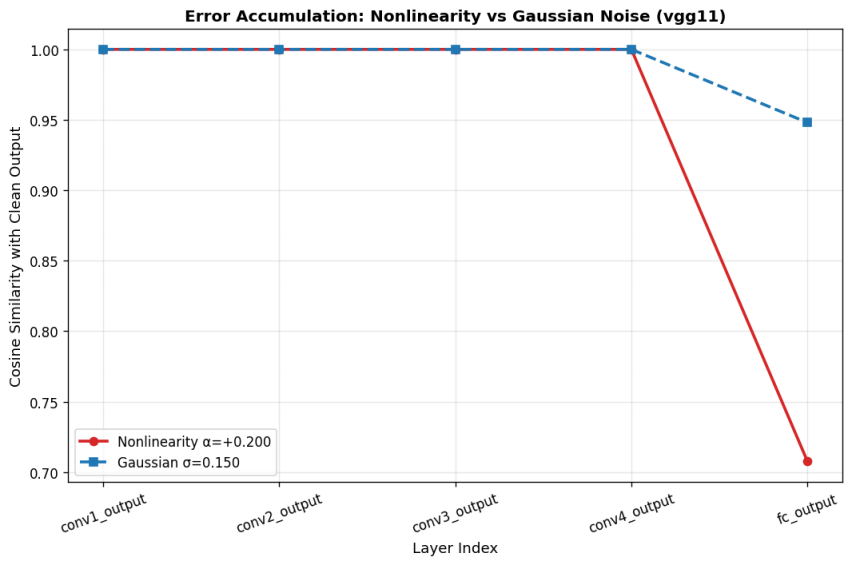 Error Accumulation: Nonlinearity vs Gaussian Noise (vgg11)
Cosine Similarity with Clean Output
1.00
0.95
0.90
0.85
0.80
0.75
0.70
Nonlinearity α=+0.200
Gaussian σ=0.150
conv1_output
conv2_output
conv3_output
conv4_output
fc_output
Layer Index